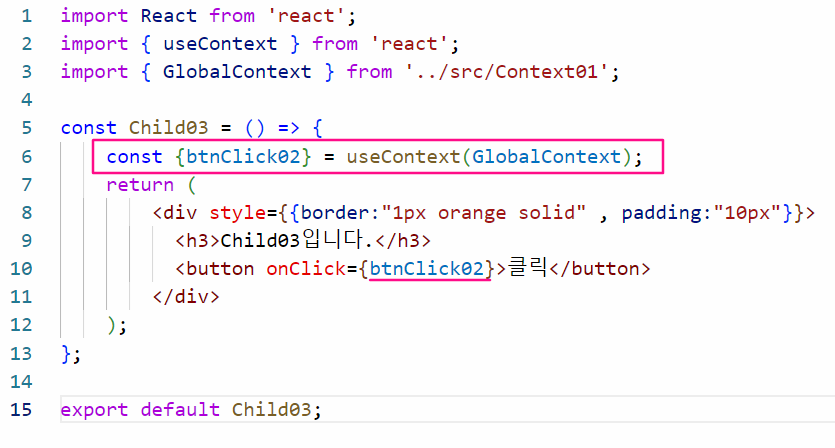 1 import React from 'react';
2 import { useContext } from 'react';
3 import { GlobalContext } from '../src/Context01';
4
5 const Child03 = () => {
6 const {btnClick02} = useContext(GlobalContext);
7 return (
8 <div style={{border:"1px orange solid" , padding:"10px"}}>
9 <h3>Child03입니다.</h3>
10 <button onClick={btnClick02}>클릭</button>
11 </div>
12 );
13 };
14
15 export default Child03;